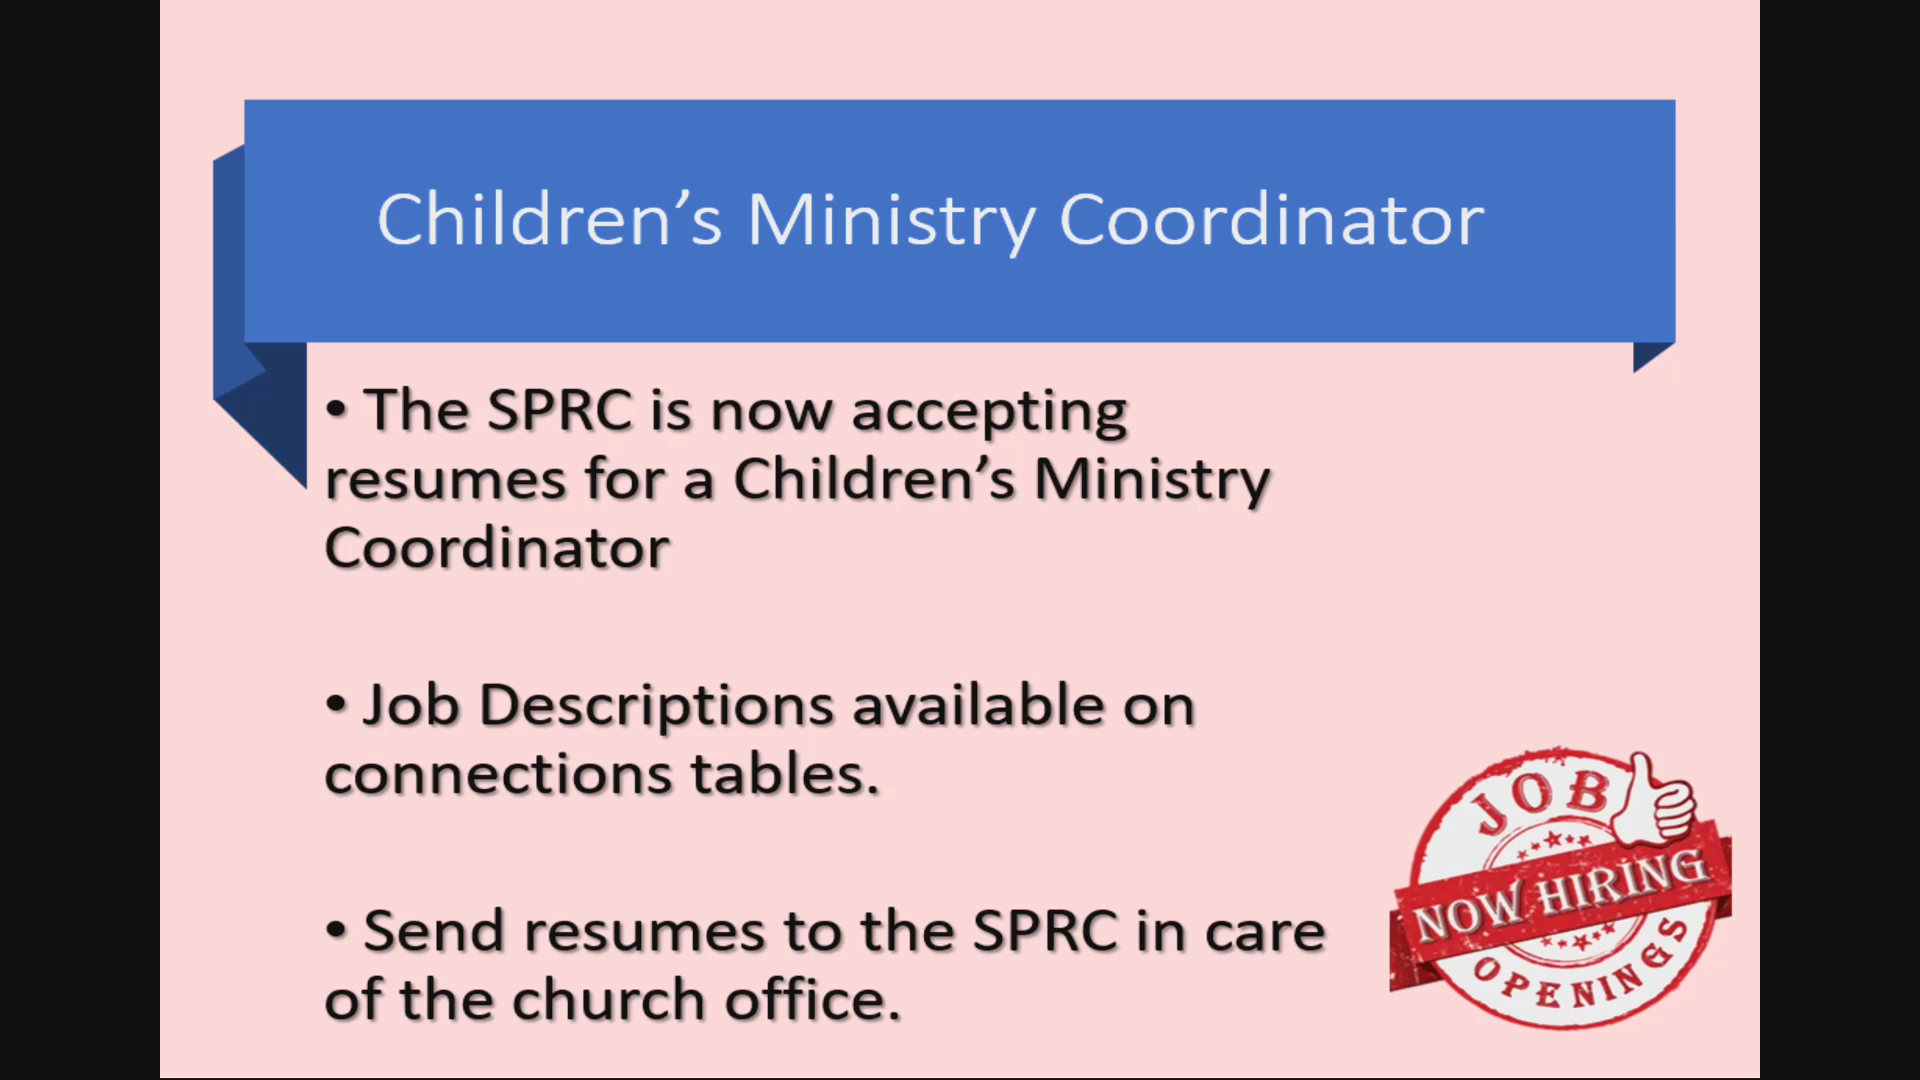 Children’s Ministry Coordinator
• The SPRC is now accepting
resumes for a Children’s Ministry
Coordinator
• Job Descriptions available on
connections tables.
• Send resumes to the SPRC in care
of the church office.
JOB
NOW HIRING
OPENINGS